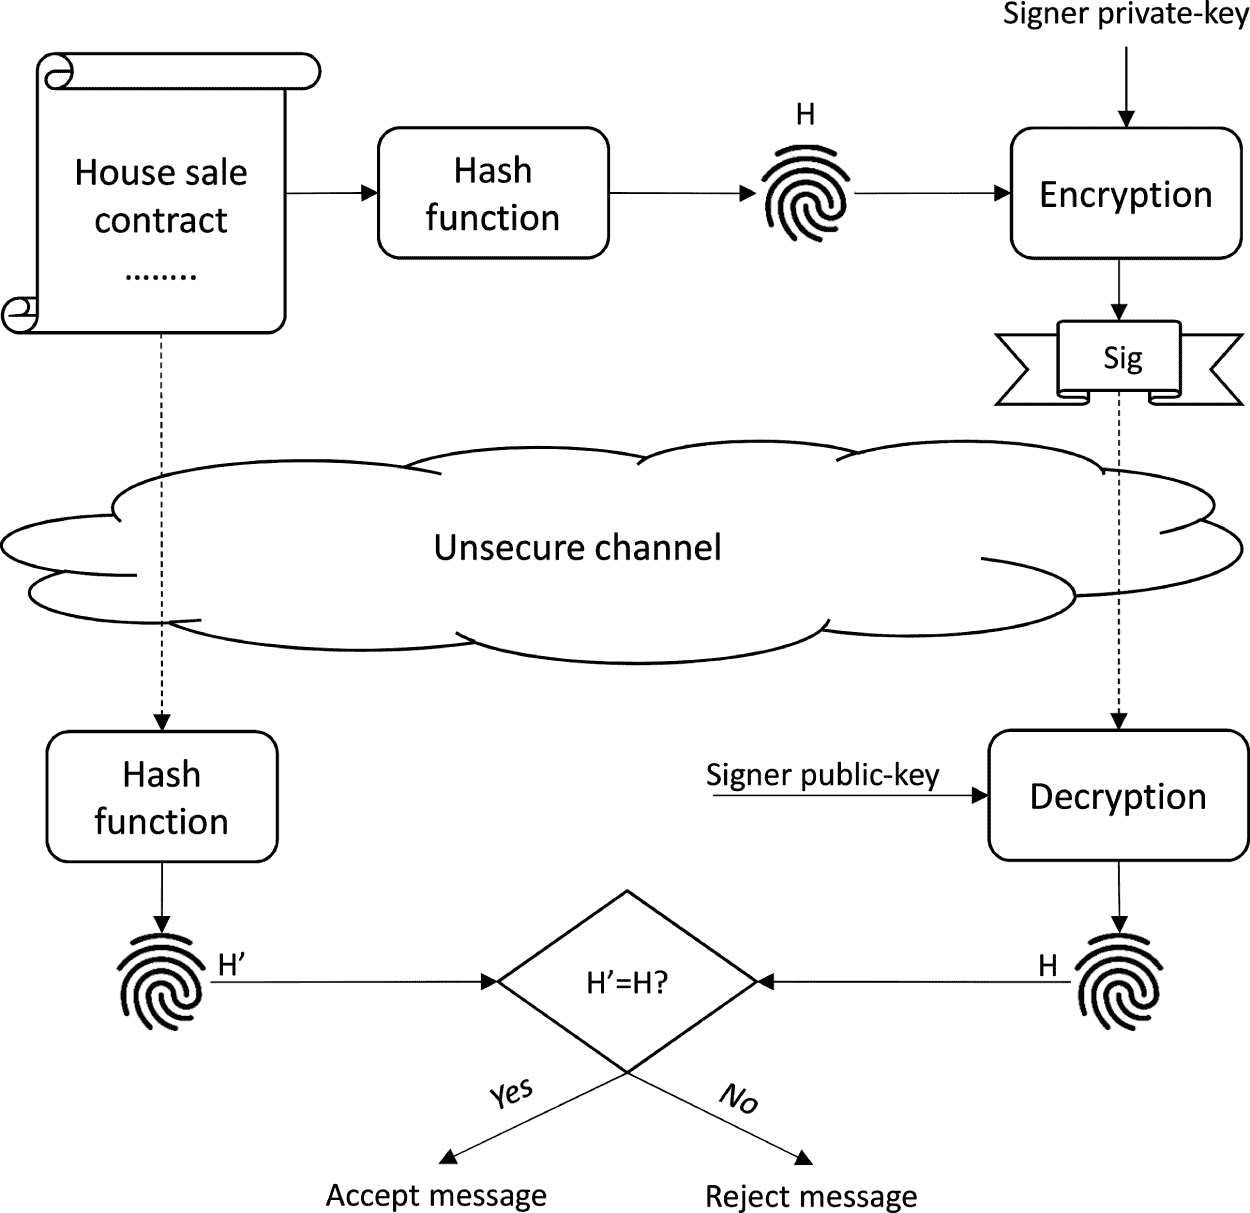 Signer private-key
House sale
contract
........
Hash
function
H
Encryption
Sig
Unsecure channel
Hash
function
Signer public-key
Decryption
H’
H’=H?
H
Yes
No
Accept message
Reject message